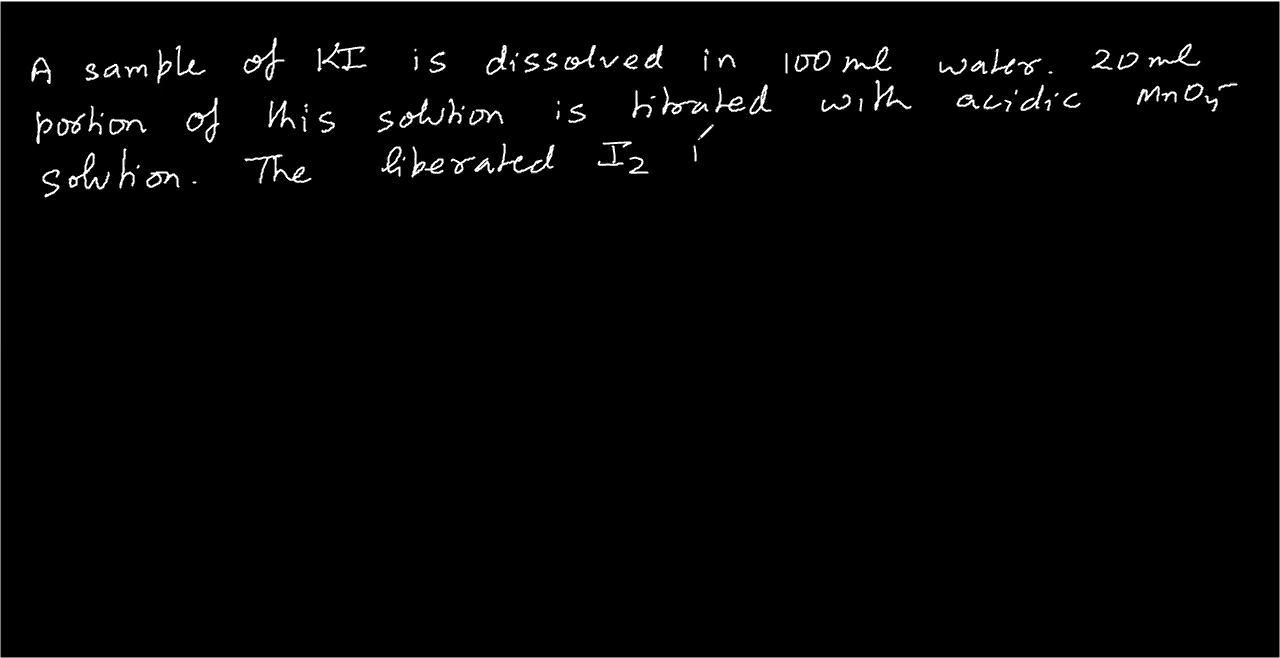 A sample of KI is dissolved in 100 ml water. 20 ml
portion of this solution is titrated with acidic MnO4-
solution. The liberated I2 i